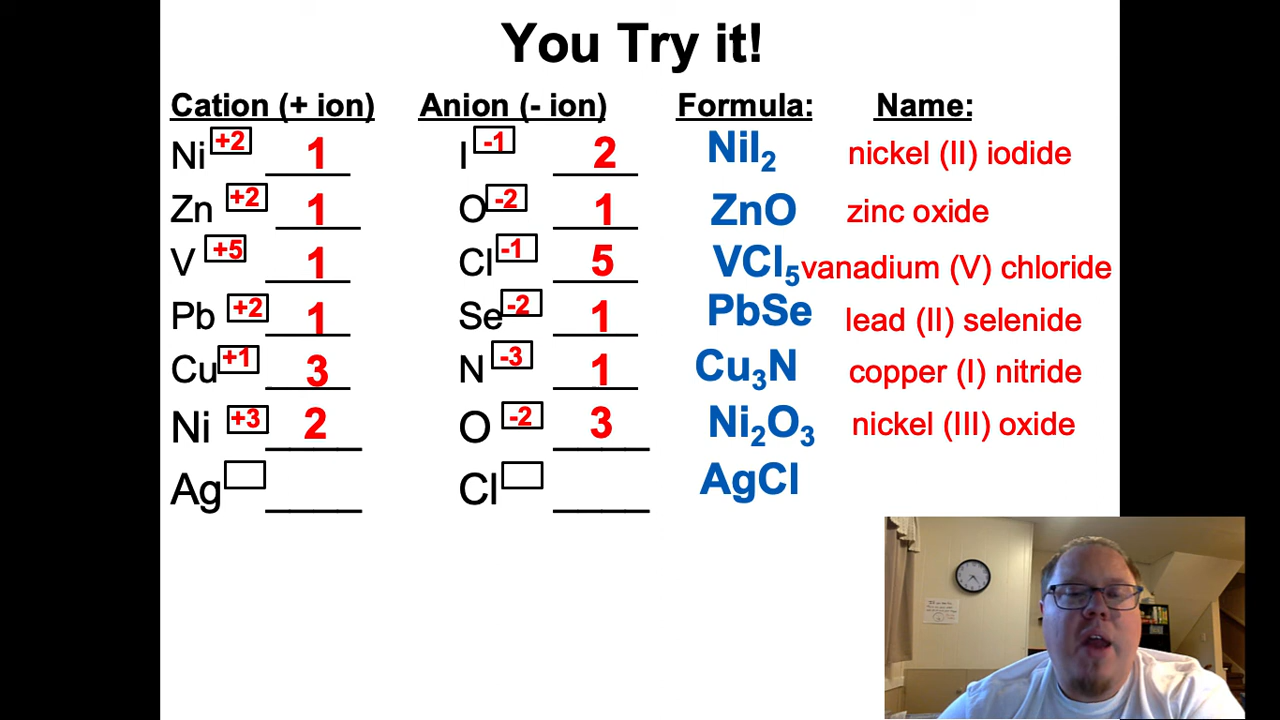 You Try it!
Cation (+ ion) Anion (- ion) Formula: Name:
Ni +2 1 I -1 2 NiI₂ nickel (II) iodide
Zn +2 1 O -2 1 ZnO zinc oxide
V +5 1 Cl -1 5 VCl₅ vanadium (V) chloride
Pb +2 1 Se -2 1 PbSe lead (II) selenide
Cu +1 3 N -3 1 Cu₃N copper (I) nitride
Ni +3 2 O -2 3 Ni₂O₃ nickel (III) oxide
Ag Cl AgCl